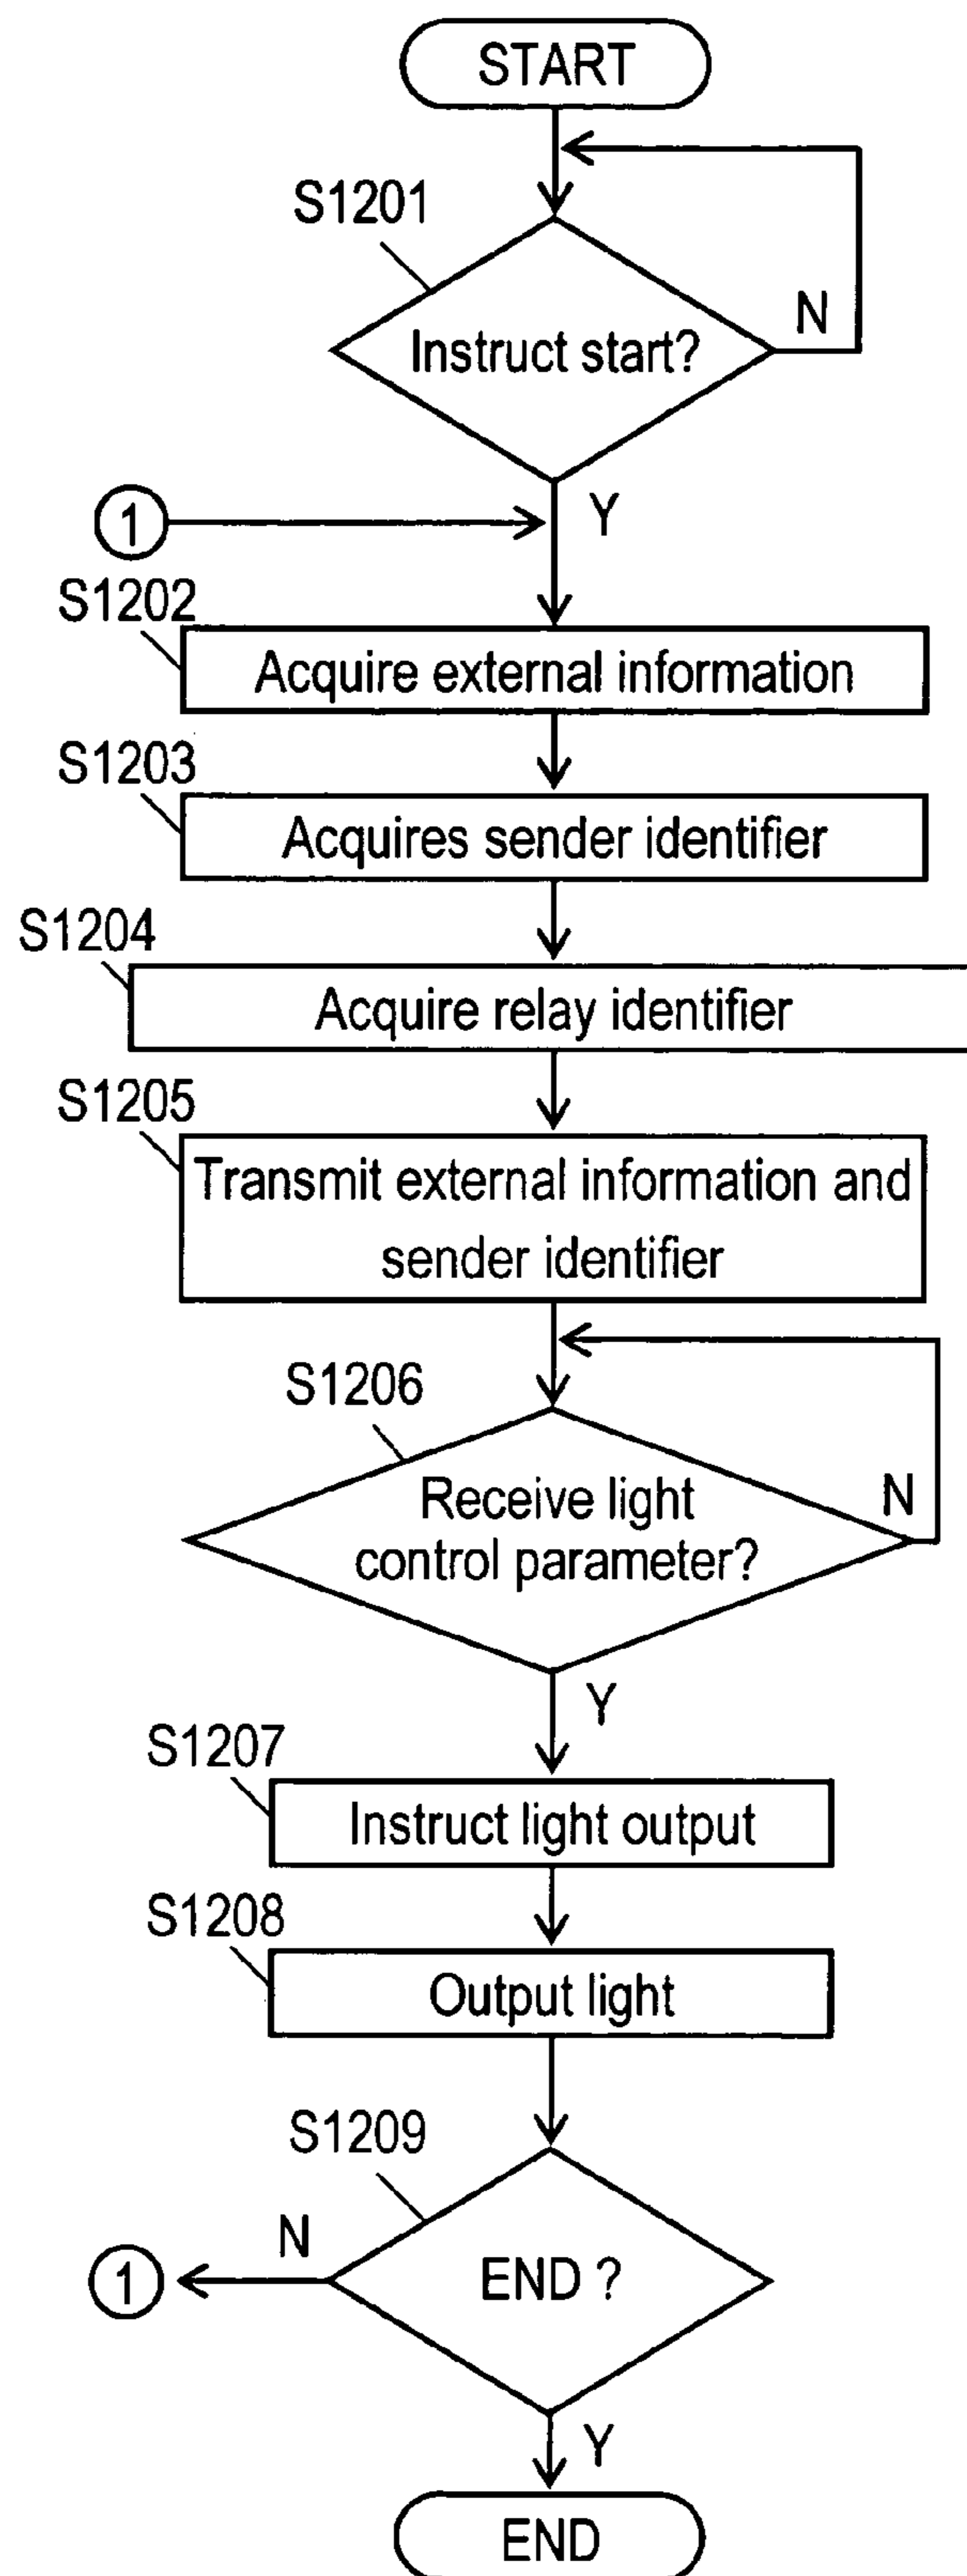 START
S1201
Instruct start?
N
1
Y
S1202
Acquire external information
S1203
Acquires sender identifier
S1204
Acquire relay identifier
S1205
Transmit external information and
sender identifier
S1206
Receive light
control parameter?
N
Y
S1207
Instruct light output
S1208
Output light
S1209
N
1
END ?
Y
END